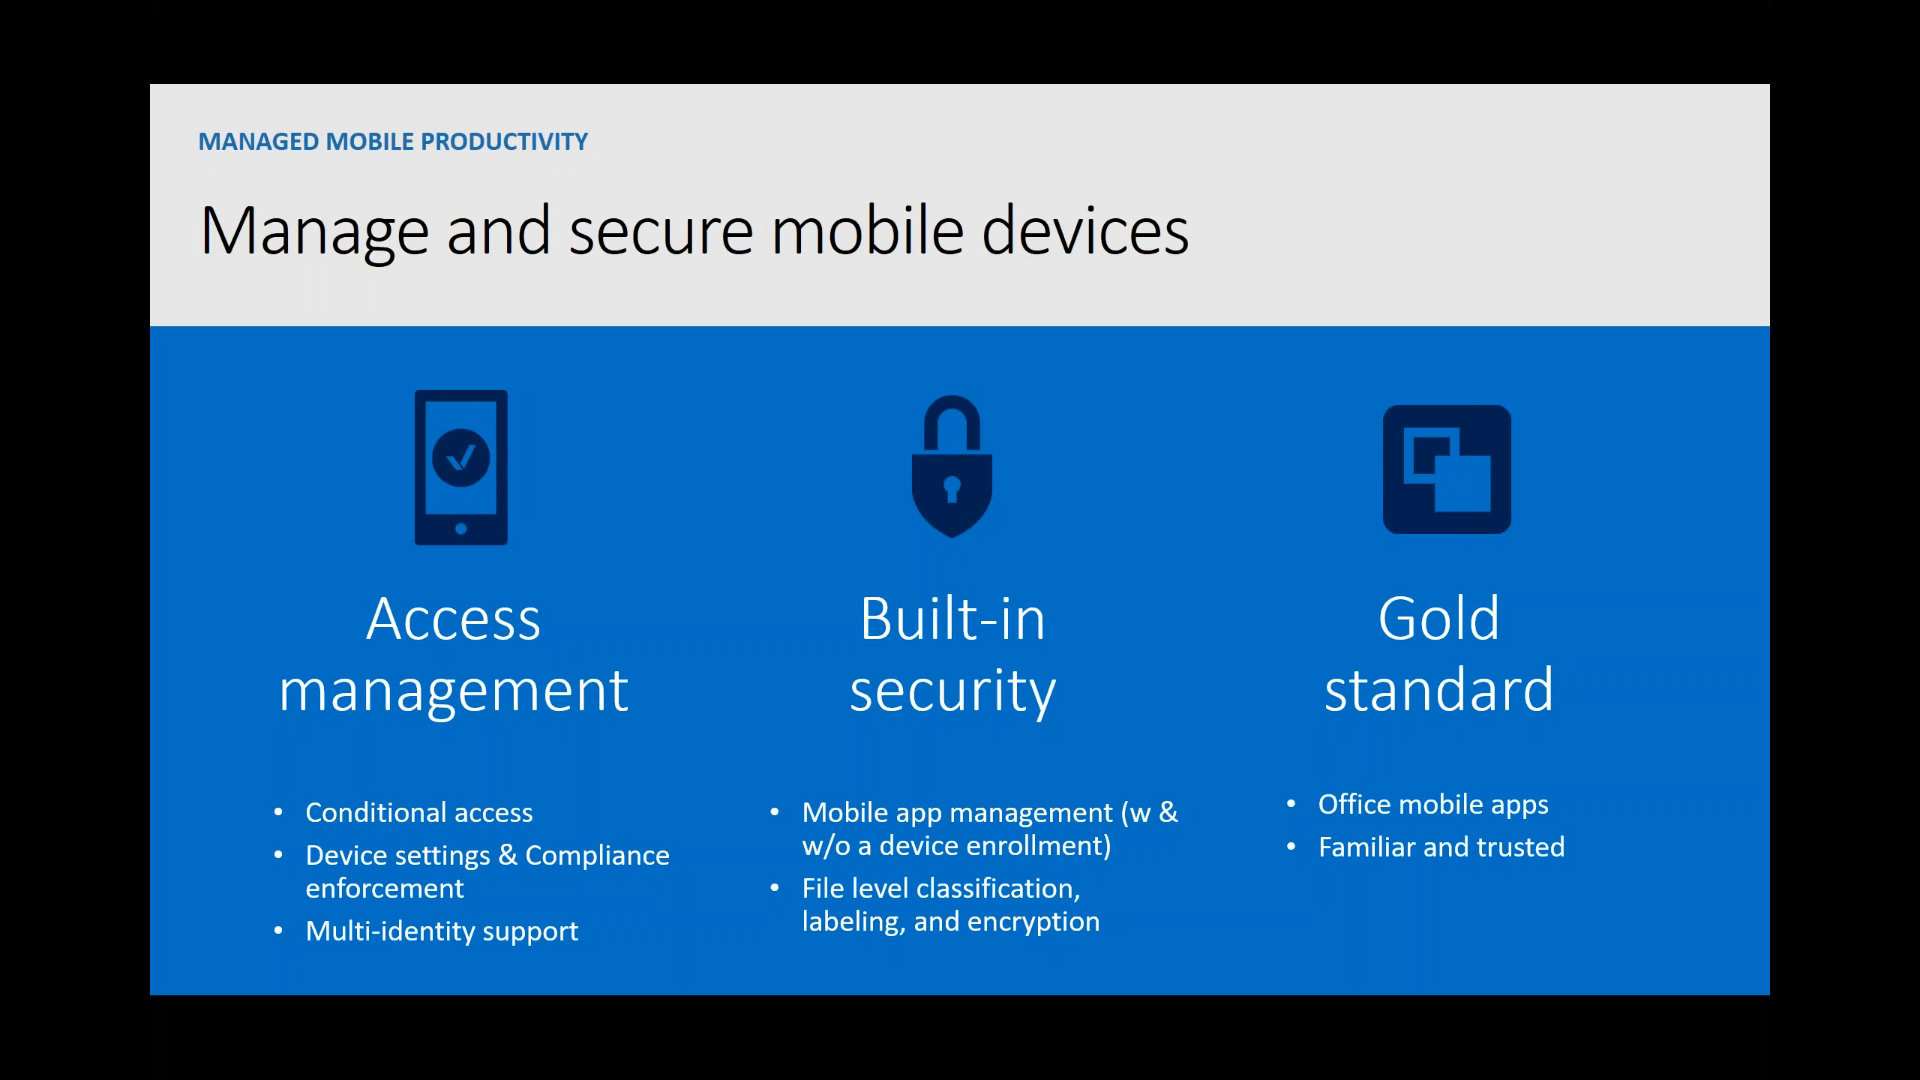 MANAGED MOBILE PRODUCTIVITY
Manage and secure mobile devices
Access
management
• Conditional access
• Device settings & Compliance
enforcement
• Multi-identity support
Built-in
security
• Mobile app management (w &
w/o a device enrollment)
• File level classification,
labeling, and encryption
Gold
standard
• Office mobile apps
• Familiar and trusted